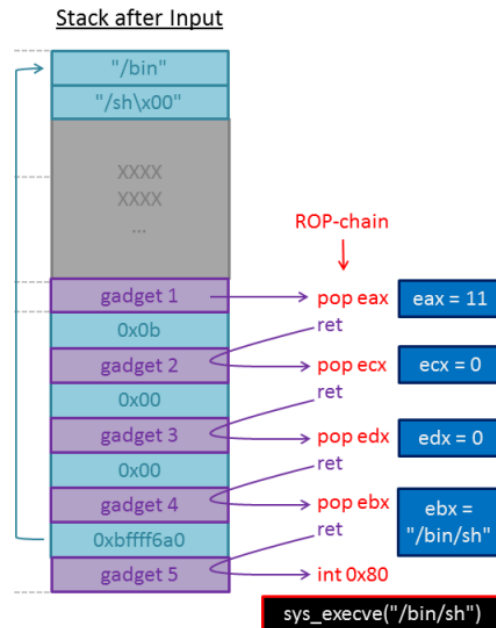 Stack after Input
"/bin"
"/sh\x00"
XXXX
XXXX
...
ROP-chain
gadget 1
pop eax
eax = 11
0x0b
ret
gadget 2
pop ecx
ecx = 0
0x00
ret
gadget 3
pop edx
edx = 0
0x00
ret
gadget 4
pop ebx
ebx =
"/bin/sh"
0xbffff6a0
ret
gadget 5
int 0x80
sys_execve("/bin/sh")